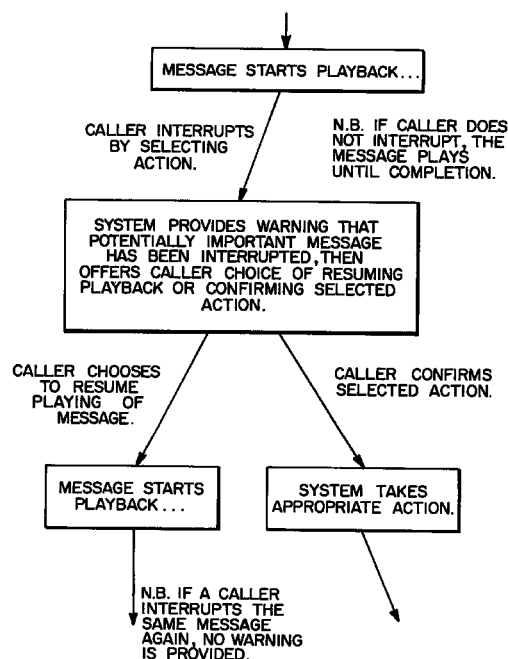 MESSAGE STARTS PLAYBACK...
CALLER INTERRUPTS
BY SELECTING
ACTION.
N.B. IF CALLER DOES
NOT INTERRUPT, THE
MESSAGE PLAYS
UNTIL COMPLETION.
SYSTEM PROVIDES WARNING THAT
POTENTIALLY IMPORTANT MESSAGE
HAS BEEN INTERRUPTED, THEN
OFFERS CALLER CHOICE OF RESUMING
PLAYBACK OR CONFIRMING SELECTED
ACTION.
CALLER CHOOSES
TO RESUME
PLAYING OF
MESSAGE.
CALLER CONFIRMS
SELECTED ACTION.
MESSAGE STARTS
PLAYBACK...
SYSTEM TAKES
APPROPRIATE ACTION.
N.B. IF A CALLER
INTERRUPTS THE
SAME MESSAGE
AGAIN, NO WARNING
IS PROVIDED.